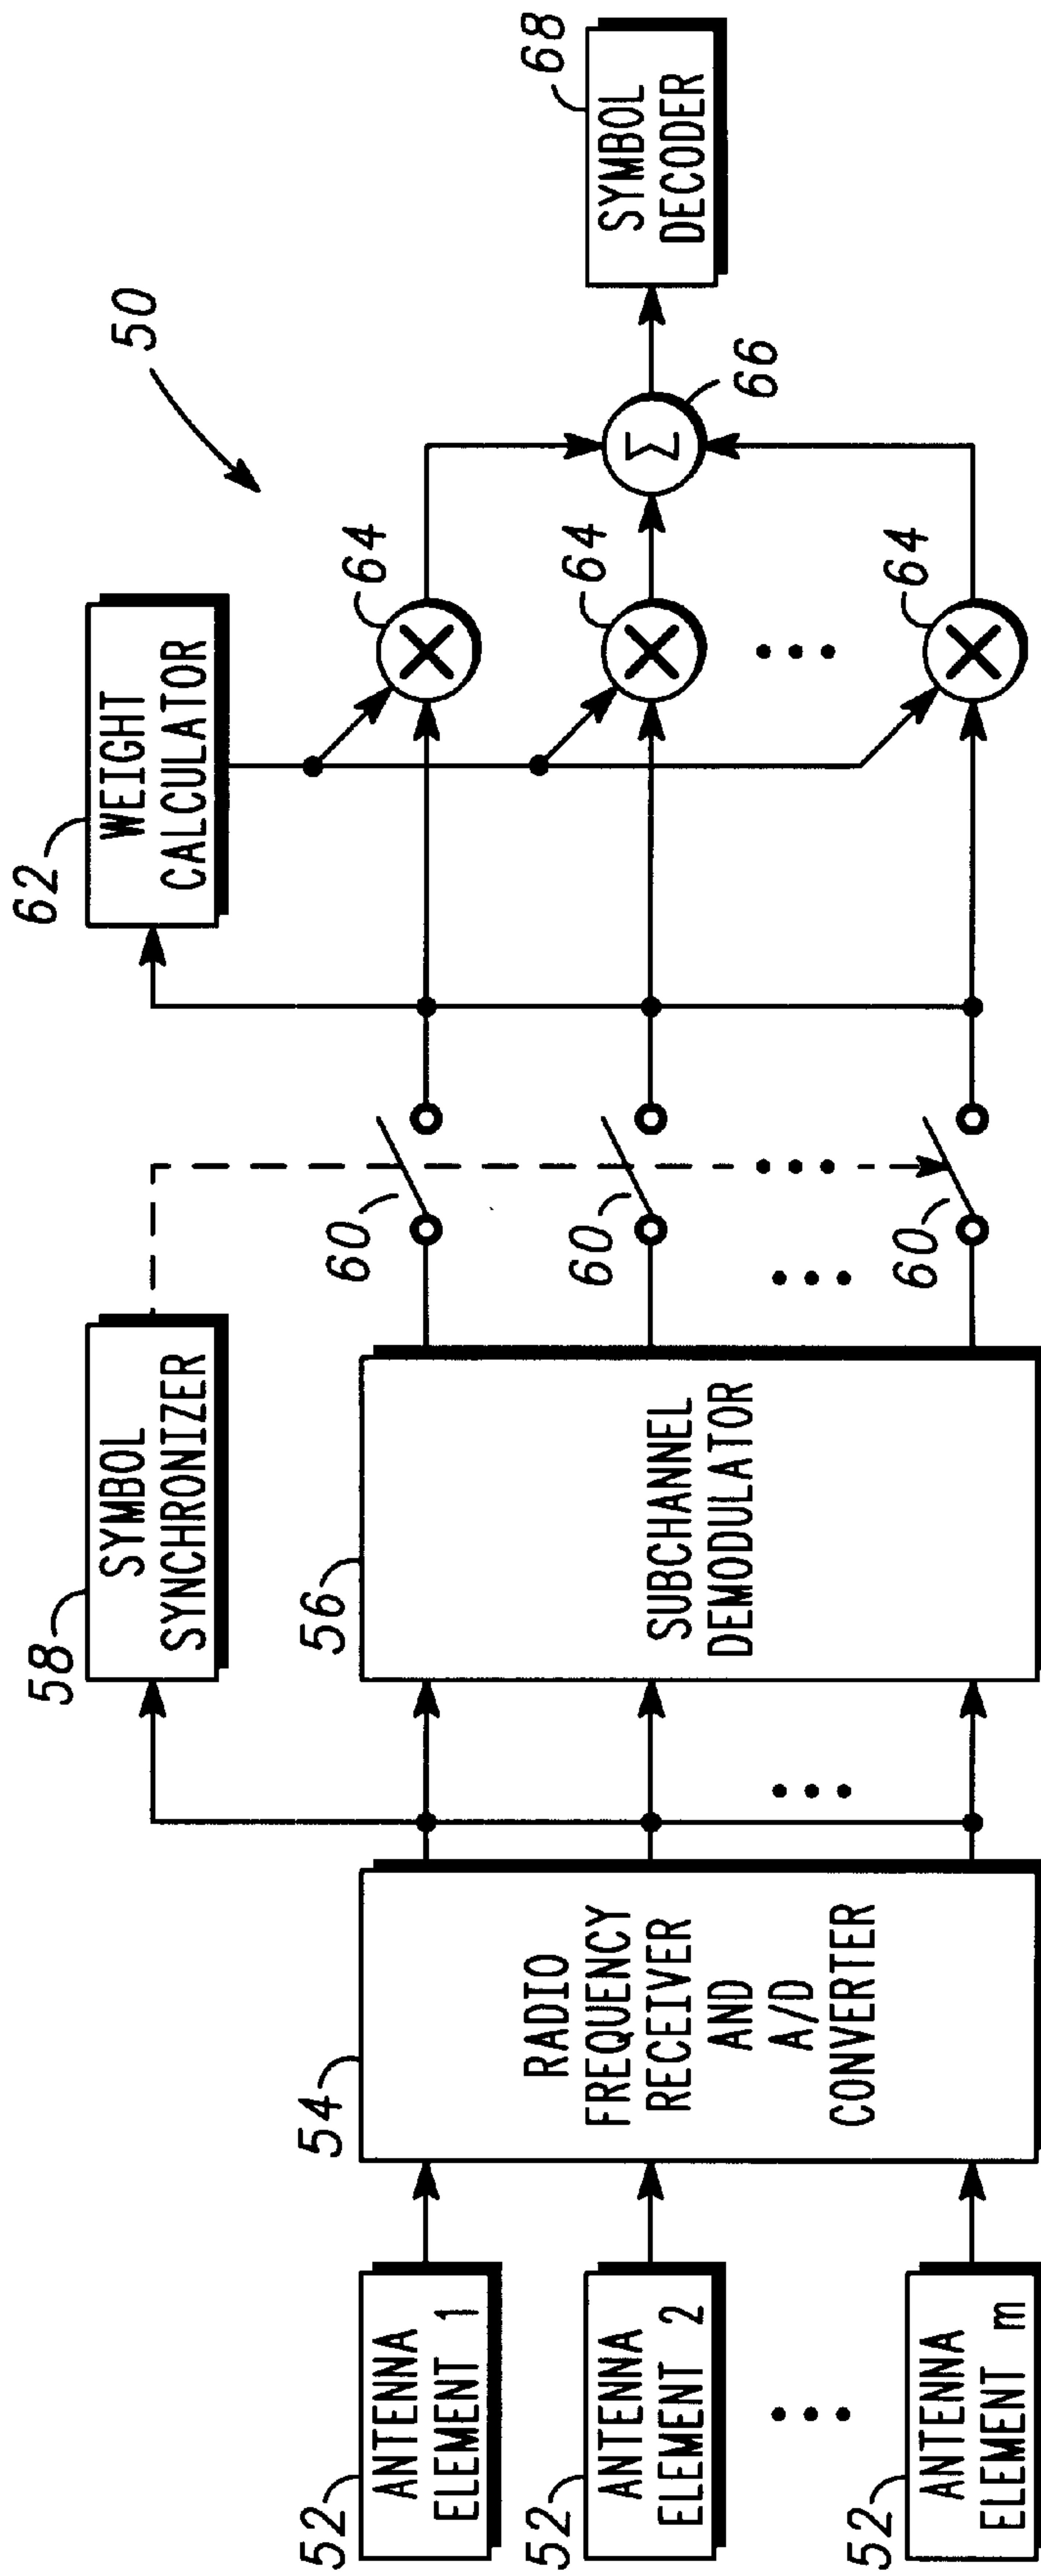 50
62
WEIGHT
CALCULATOR
58
SYMBOL
SYNCHRONIZER
52
ANTENNA
ELEMENT 1
52
ANTENNA
ELEMENT 2
52
ANTENNA
ELEMENT m
54
RADIO
FREQUENCY
RECEIVER
AND
A/D
CONVERTER
56
SUBCHANNEL
DEMODULATOR
60
60
60
64
64
64
Σ
66
68
SYMBOL
DECODER